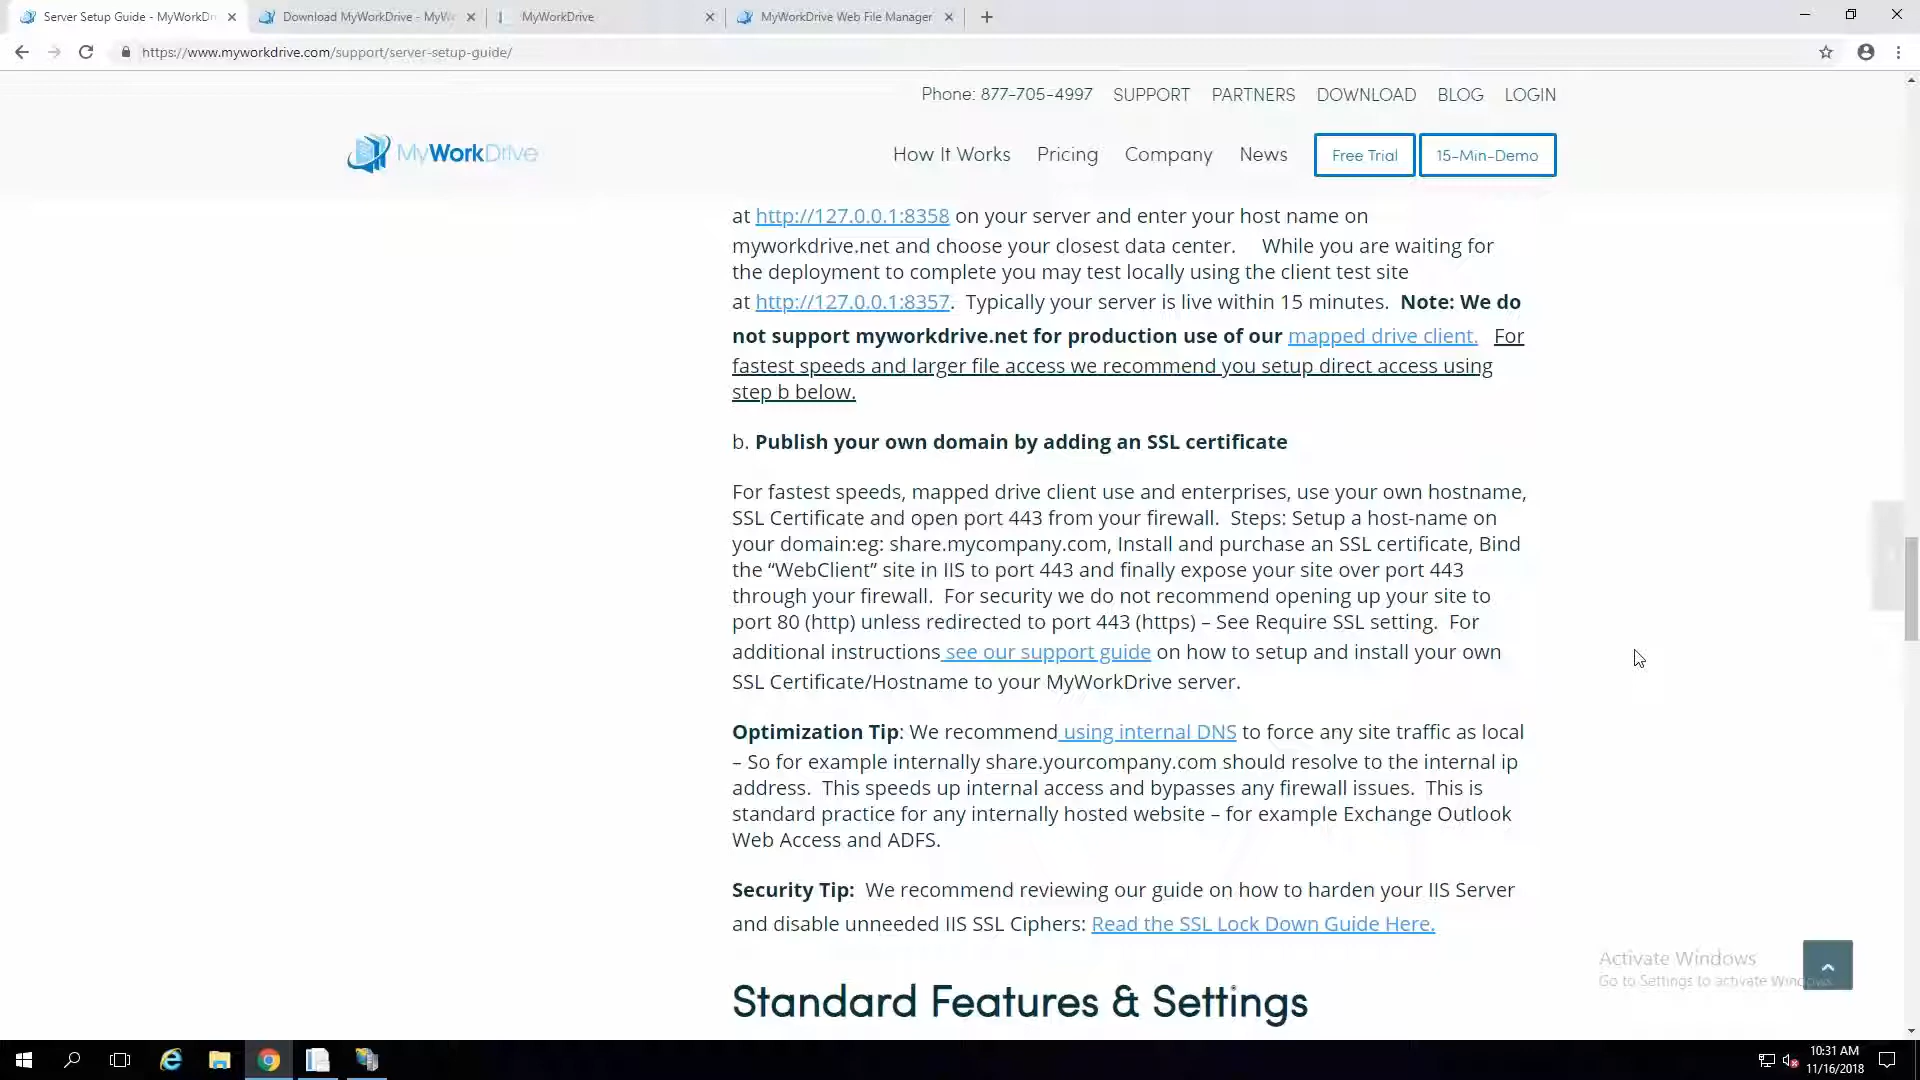 Server Setup Guide - MyWorkDr
Download MyWorkDrive - MyW
MyWorkDrive
MyWorkDrive Web File Manager
https://www.myworkdrive.com/support/server-setup-guide/
Phone: 877-705-4997 SUPPORT PARTNERS DOWNLOAD BLOG LOGIN
MyWorkDrive
How It Works Pricing Company News Free Trial 15-Min-Demo
at http://127.0.0.1:8358 on your server and enter your host name on
myworkdrive.net and choose your closest data center. While you are waiting for
the deployment to complete you may test locally using the client test site
at http://127.0.0.1:8357. Typically your server is live within 15 minutes. Note: We do
not support myworkdrive.net for production use of our mapped drive client. For
fastest speeds and larger file access we recommend you setup direct access using
step b below.
b. Publish your own domain by adding an SSL certificate
For fastest speeds, mapped drive client use and enterprises, use your own hostname,
SSL Certificate and open port 443 from your firewall. Steps: Setup a host-name on
your domain:eg: share.mycompany.com, Install and purchase an SSL certificate, Bind
the “WebClient” site in IIS to port 443 and finally expose your site over port 443
through your firewall. For security we do not recommend opening up your site to
port 80 (http) unless redirected to port 443 (https) – See Require SSL setting. For
additional instructions see our support guide on how to setup and install your own
SSL Certificate/Hostname to your MyWorkDrive server.
Optimization Tip: We recommend using internal DNS to force any site traffic as local
– So for example internally share.yourcompany.com should resolve to the internal ip
address. This speeds up internal access and bypasses any firewall issues. This is
standard practice for any internally hosted website – for example Exchange Outlook
Web Access and ADFS.
Security Tip: We recommend reviewing our guide on how to harden your IIS Server
and disable unneeded IIS SSL Ciphers: Read the SSL Lock Down Guide Here.
Activate Windows
Go to Settings to activate Windows.
Standard Features & Settings
10:31 AM
11/16/2018